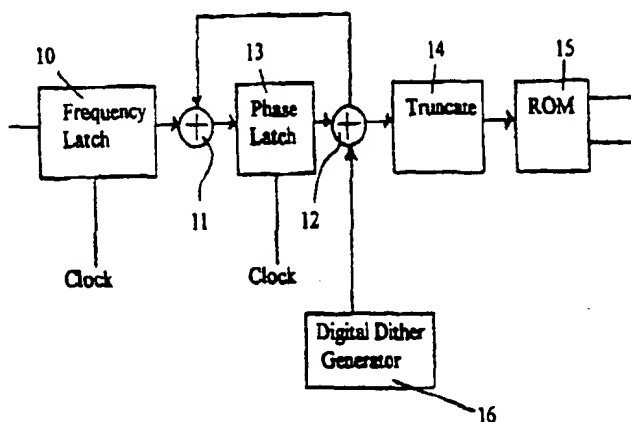 10
Frequency
Latch
Clock
11
13
Phase
Latch
Clock
12
14
Truncate
15
ROM
Digital Dither
Generator
16